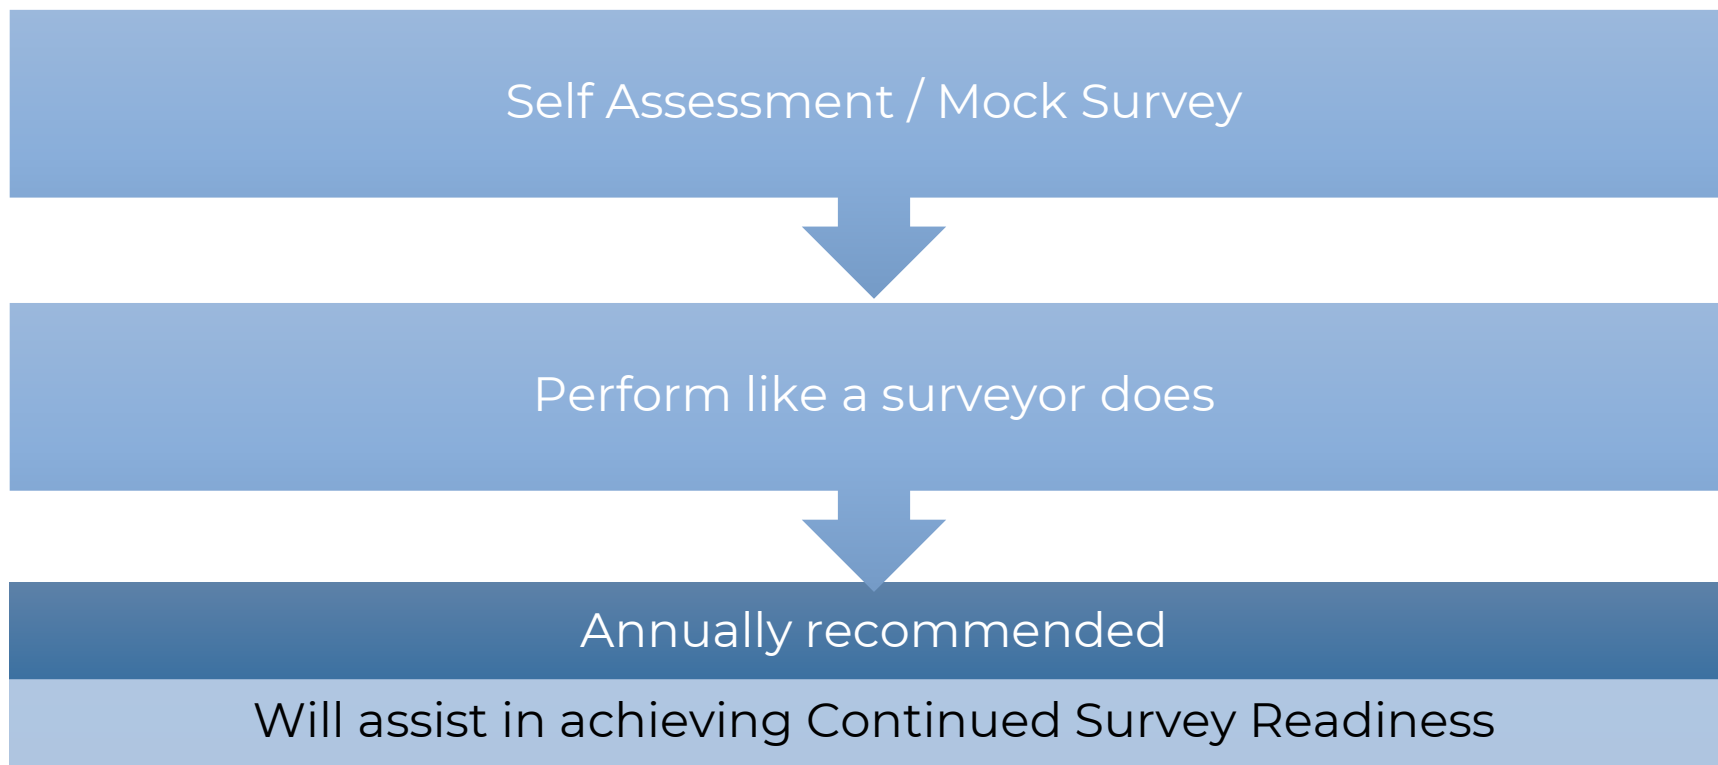 Self Assessment / Mock Survey
Perform like a surveyor does
Annually recommended
Will assist in achieving Continued Survey Readiness